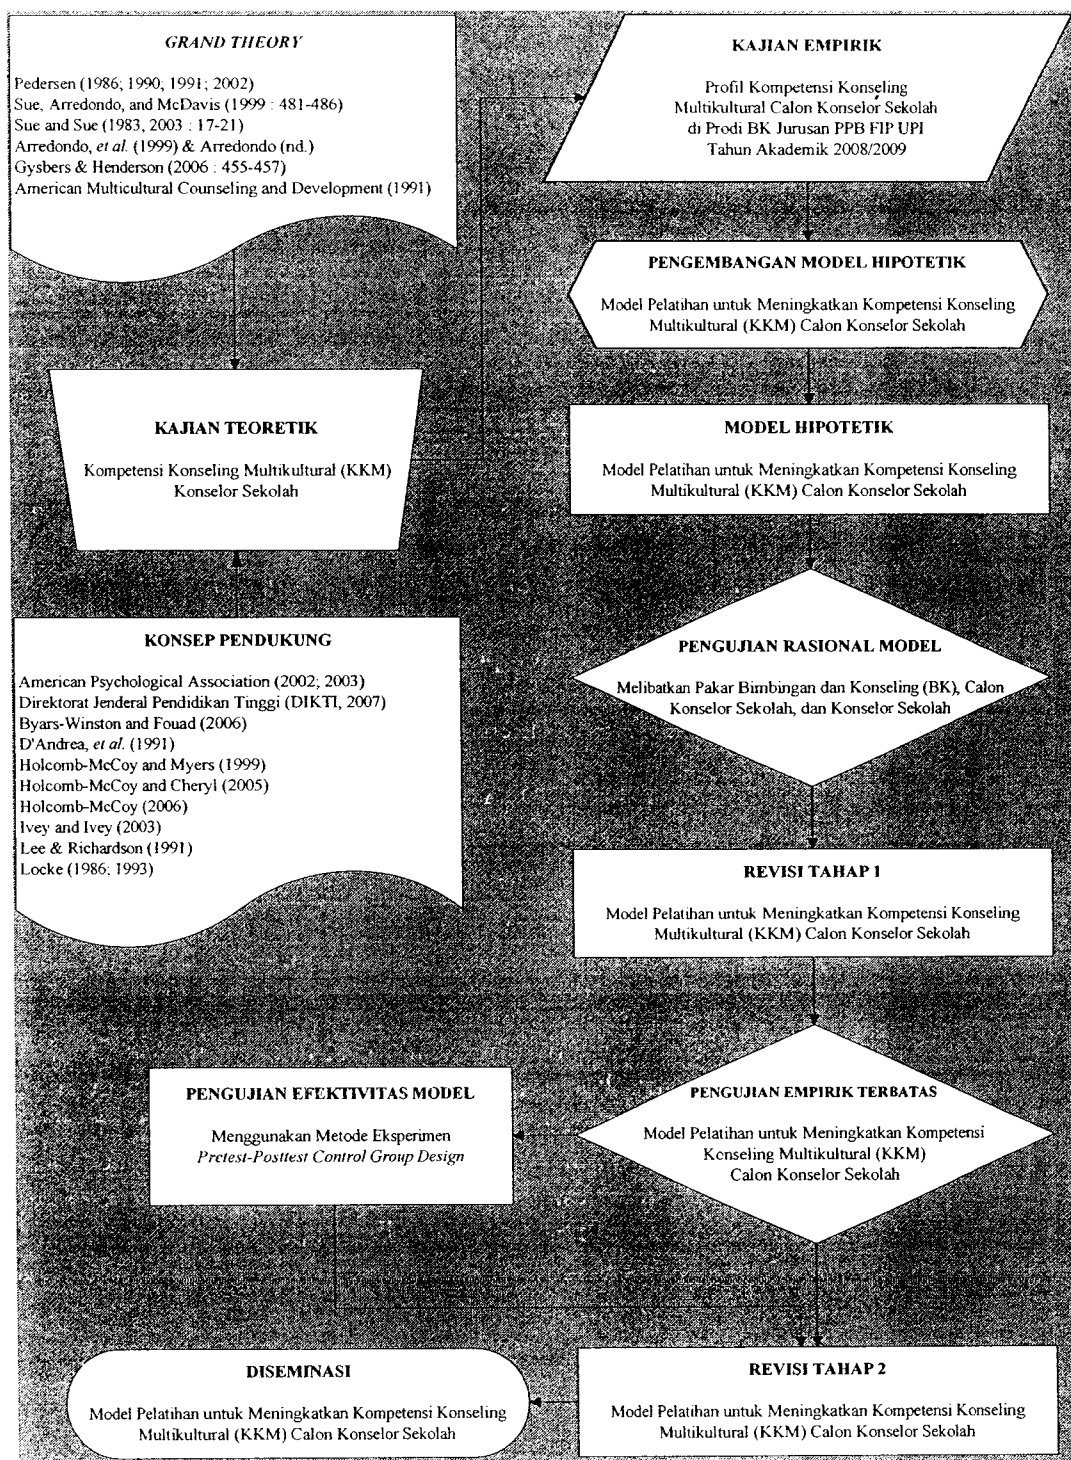 GRAND THEORY
Pedersen (1986; 1990; 1991; 2002)
Sue, Arredondo, and McDavis (1999 : 481-486)
Sue and Sue (1983, 2003 : 17-21)
Arredondo, et al. (1999) & Arredondo (nd.)
Gysbers & Henderson (2006 : 455-457)
American Multicultural Counseling and Development (1991)
KAJIAN TEORETIK
Kompetensi Konseling Multikultural (KKM)
Konselor Sekolah
KONSEP PENDUKUNG
American Psychological Association (2002; 2003)
Direktorat Jenderal Pendidikan Tinggi (DIKTI, 2007)
Byars-Winston and Fouad (2006)
D'Andrea, et al. (1991)
Holcomb-McCoy and Myers (1999)
Holcomb-McCoy and Cheryl (2005)
Holcomb-McCoy (2006)
Ivey and Ivey (2003)
Lee & Richardson (1991)
Locke (1986; 1993)
KAJIAN EMPIRIK
Profil Kompetensi Konseling
Multikultural Calon Konselor Sekolah
di Prodi BK Jurusan PPB FIP UPI
Tahun Akademik 2008/2009
PENGEMBANGAN MODEL HIPOTETIK
Model Pelatihan untuk Meningkatkan Kompetensi Konseling
Multikultural (KKM) Calon Konselor Sekolah
MODEL HIPOTETIK
Model Pelatihan untuk Meningkatkan Kompetensi Konseling
Multikultural (KKM) Calon Konselor Sekolah
PENGUJIAN RASIONAL MODEL
Melibatkan Pakar Bimbingan dan Konseling (BK), Calon
Konselor Sekolah, dan Konselor Sekolah
REVISI TAHAP 1
Model Pelatihan untuk Meningkatkan Kompetensi Konseling
Multikultural (KKM) Calon Konselor Sekolah
PENGUJIAN EMPIRIK TERBATAS
Model Pelatihan untuk Meningkatkan Kompetensi
Konseling Multikultural (KKM)
Calon Konselor Sekolah
PENGUJIAN EFEKTIVITAS MODEL
Menggunakan Metode Eksperimen
Pretest-Posttest Control Group Design
REVISI TAHAP 2
Model Pelatihan untuk Meningkatkan Kompetensi Konseling
Multikultural (KKM) Calon Konselor Sekolah
DISEMINASI
Model Pelatihan untuk Meningkatkan Kompetensi Konseling
Multikultural (KKM) Calon Konselor Sekolah